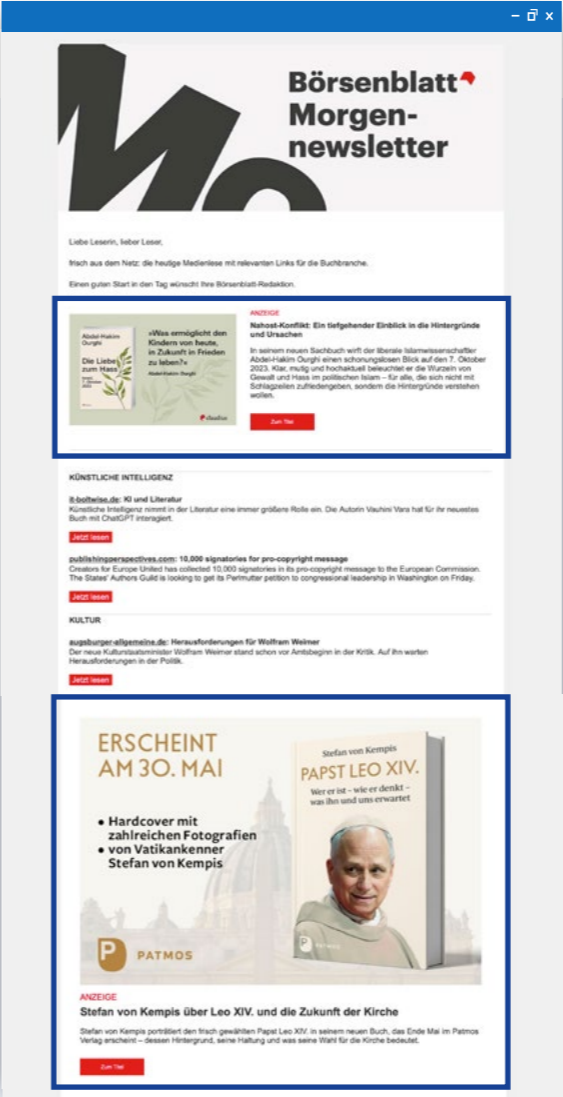 Börsenblatt
Morgen-
newsletter
Liebe Leserin, lieber Leser,
frisch aus dem Netz: die heutige Medienlese mit relevanten Links für die Buchbranche.
Einen guten Start in den Tag wünscht Ihre Börsenblatt-Redaktion.
Abdel-Hakim
Ourghi
Die Liebe
zum Hass
»Was ermöglicht den
Kindern von heute,
in Zukunft in Frieden
zu leben?«
Abdel-Hakim Ourghi
claudius
ANZEIGE
Nahost-Konflikt: Ein tiefgehender Einblick in die Hintergründe
und Ursachen
In seinem neuen Sachbuch wirft der liberale Islamwissenschaftler
Abdel-Hakim Ourghi einen schonungslosen Blick auf den 7. Oktober
2023. Klar, mutig und hochaktuell beleuchtet er die Wurzeln von
Gewalt und Hass im politischen Islam – für alle, die sich nicht mit
Schlagzeilen zufriedengeben, sondern die Hintergründe verstehen
wollen.
Zum Titel
KÜNSTLICHE INTELLIGENZ
it-boltwise.de: KI und Literatur
Künstliche Intelligenz nimmt in der Literatur eine immer größere Rolle ein. Die Autorin Vauhini Vara hat für ihr neuestes
Buch mit ChatGPT interagiert.
Jetzt lesen
publishingperspectives.com: 10,000 signatories for pro-copyright message
Creators for Europe United has collected 10,000 signatories in its pro-copyright message to the European Commission.
The States' Authors Guild is looking to get its Perlmutter petition to congressional leadership in Washington on Friday.
Jetzt lesen
KULTUR
augsburger-allgemeine.de: Herausforderungen für Wolfram Weimer
Der neue Kulturstaatsminister Wolfram Weimer stand schon vor Amtsbeginn in der Kritik. Auf ihn warten
Herausforderungen in der Politik.
Jetzt lesen
ERSCHEINT
AM 30. MAI
• Hardcover mit
zahlreichen Fotografien
• von Vatikankenner
Stefan von Kempis
P PATMOS
Stefan von Kempis
PAPST LEO XIV.
Wer er ist – wie er denkt –
was ihn und uns erwartet
P PATMOS
ANZEIGE
Stefan von Kempis über Leo XIV. und die Zukunft der Kirche
Stefan von Kempis porträtiert den frisch gewählten Papst Leo XIV. in seinem neuen Buch, das Ende Mai im Patmos
Verlag erscheint – dessen Hintergrund, seine Haltung und was seine Wahl für die Kirche bedeutet.
Zum Titel